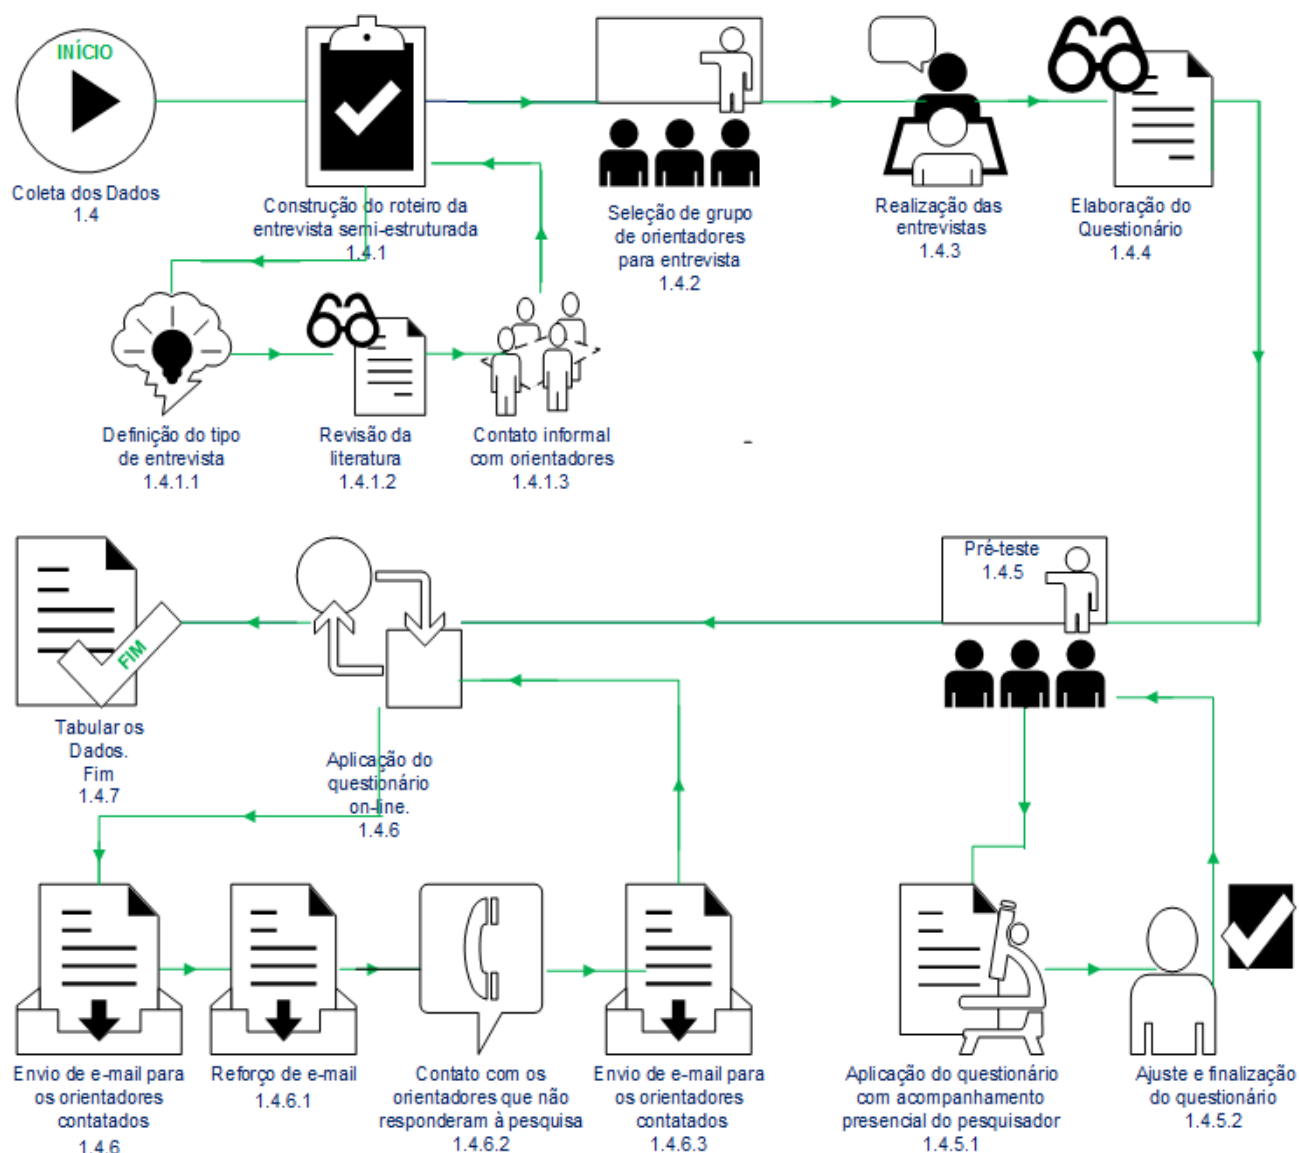 INÍCIO
Coleta dos Dados
1.4
Construção do roteiro da
entrevista semi-estruturada
1.4.1
Seleção de grupo
de orientadores
para entrevista
1.4.2
Realização das
entrevistas
1.4.3
Elaboração do
Questionário
1.4.4
Definição do tipo
de entrevista
1.4.1.1
Revisão da
literatura
1.4.1.2
Contato informal
com orientadores
1.4.1.3
Pré-teste
1.4.5
FIM
Tabular os
Dados.
Fim
1.4.7
Aplicação do
questionário
on-line.
1.4.6
Envio de e-mail para
os orientadores
contatados
1.4.6
Reforço de e-mail
1.4.6.1
Contato com os
orientadores que não
responderam à pesquisa
1.4.6.2
Envio de e-mail para
os orientadores
contatados
1.4.6.3
Aplicação do questionário
com acompanhamento
presencial do pesquisador
1.4.5.1
Ajuste e finalização
do questionário
1.4.5.2